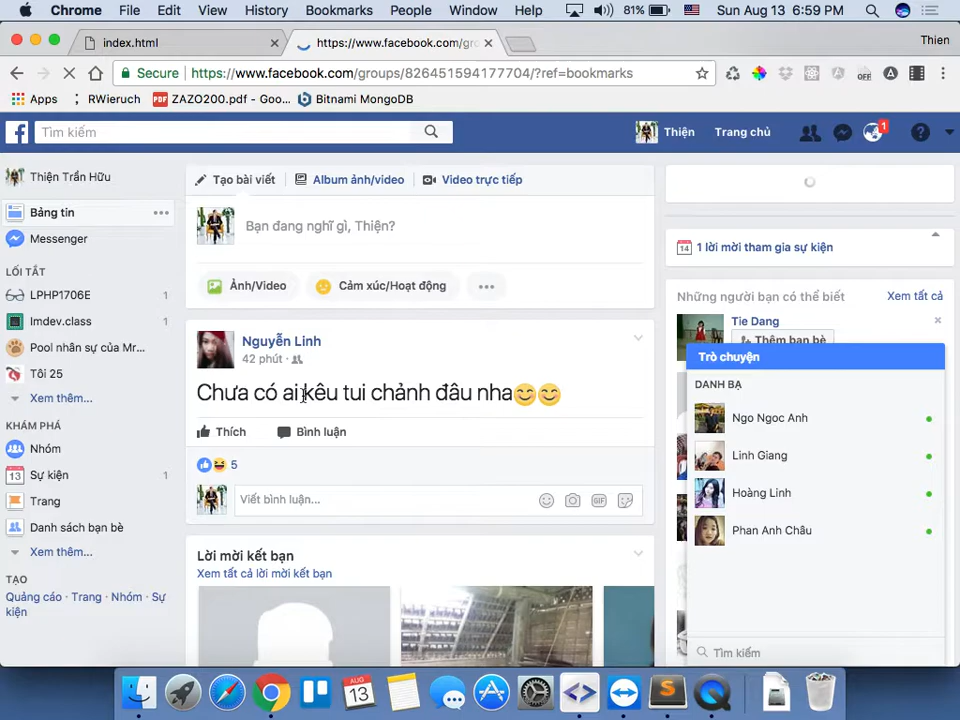 Chrome File Edit View History Bookmarks People Window Help 81% Sun Aug 13 6:59 PM
index.html https://www.facebook.com/gr Thien
Secure https://www.facebook.com/groups/826451594177704/?ref=bookmarks
Apps RWieruch ZAZO200.pdf - Goo... Bitnami MongoDB
Tìm kiếm Thiện Trang chủ 1
Thiện Trần Hữu
Bảng tin
Messenger
LỐI TẮT
LPHP1706E 1
Imdev.class 1
Pool nhân sự của Mr...
Tôi 25
Xem thêm...
KHÁM PHÁ
Nhóm
Sự kiện 1
Trang
Danh sách bạn bè
Xem thêm...
TẠO
Quảng cáo · Trang · Nhóm · Sự
kiện
Tạo bài viết Album ảnh/video Video trực tiếp
Bạn đang nghĩ gì, Thiện?
Ảnh/Video Cảm xúc/Hoạt động
Nguyễn Linh
42 phút ·
Chưa có ai kêu tui chảnh đâu nha😊😊
Thích Bình luận
5
Viết bình luận... GIF
Lời mời kết bạn
Xem tất cả lời mời kết bạn
1 lời mời tham gia sự kiện
Những người bạn có thể biết Xem tất cả
Tie Dang
Thêm bạn bè
Trò chuyện
DANH BẠ
Ngo Ngoc Anh
Linh Giang
Hoàng Linh
Phan Anh Châu
Tìm kiếm